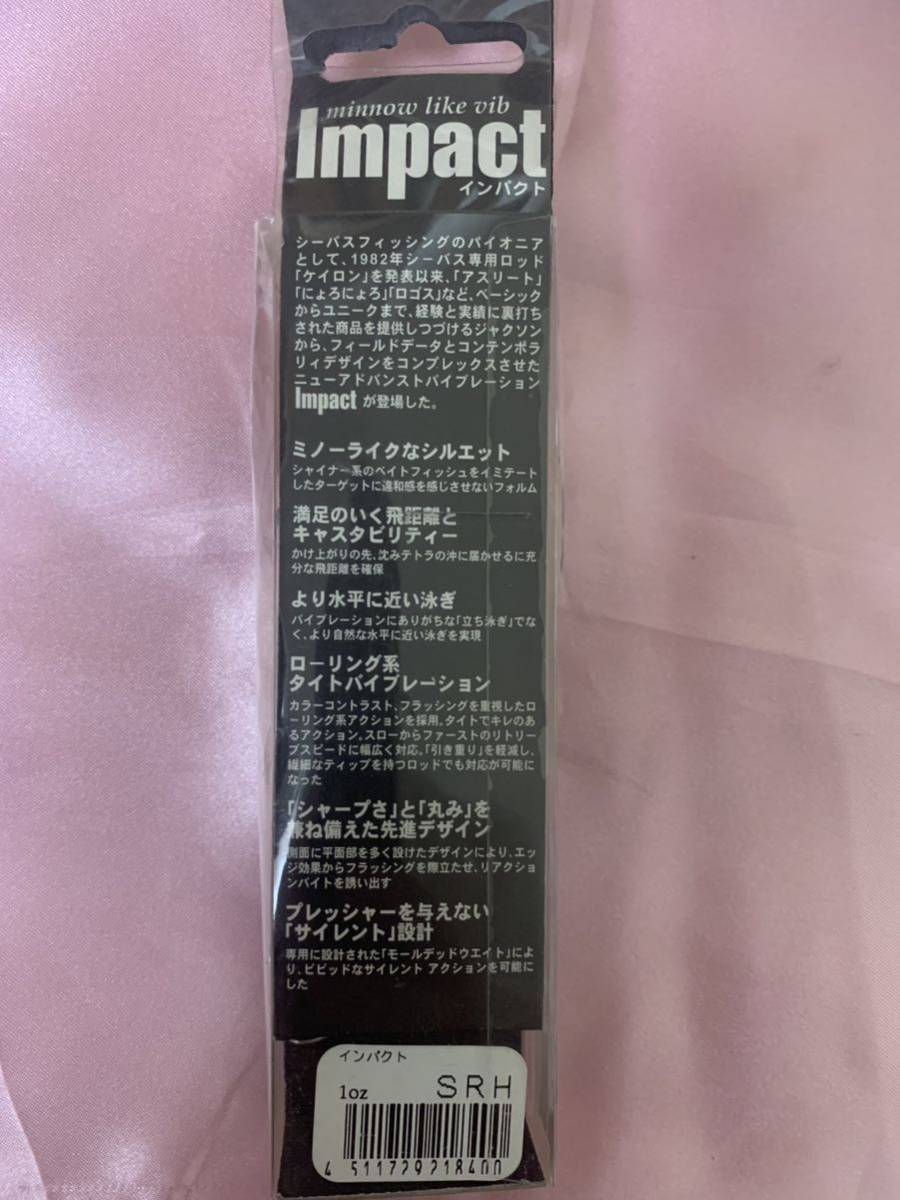 minnow like vib
Impact
インパクト
シーバスフィッシングのパイオニア
として、1982年シーバス専用ロッド
「ケイロン」を発表以来、「アスリート」
「にょろにょろ」「ロゴス」など、ベーシック
からユニークまで、経験と実績に裏打ち
された商品を提供しつづけるジャクソン
から、フィールドデータとコンテンポラ
リィデザインをコンプレックスさせた
ニューアドバンストバイブレーション
Impact が登場した。
ミノーライクなシルエット
シャイナー系のベイトフィッシュをイミテート
したターゲットに違和感を感じさせないフォルム
満足のいく飛距離と
キャスタビリティー
かけ上がりの先、沈みテトラの沖に届かせるに充
分な飛距離を確保
より水平に近い泳ぎ
バイブレーションにありがちな「立ち泳ぎ」でな
く、より自然な水平に近い泳ぎを実現
ローリング系
タイトバイブレーション
カラーコントラスト、フラッシングを重視したロ
ーリング系アクションを採用。タイトでキレのあ
るアクション。スローからファーストのリトリー
ブスピードに幅広く対応。「引き重り」を軽減し、
繊細なティップを持つロッドでも対応が可能に
なった
「シャープさ」と「丸み」を
兼ね備えた先進デザイン
側面に平面部を多く設けたデザインにより、エッ
ジ効果からフラッシングを際立たせ、リアクショ
ンバイトを誘い出す
プレッシャーを与えない
「サイレント」設計
専用に設計された「モールデッドウエイト」によ
り、ビビッドなサイレント アクションを可能に
した
インパクト
1oz SRH
4 511729218400